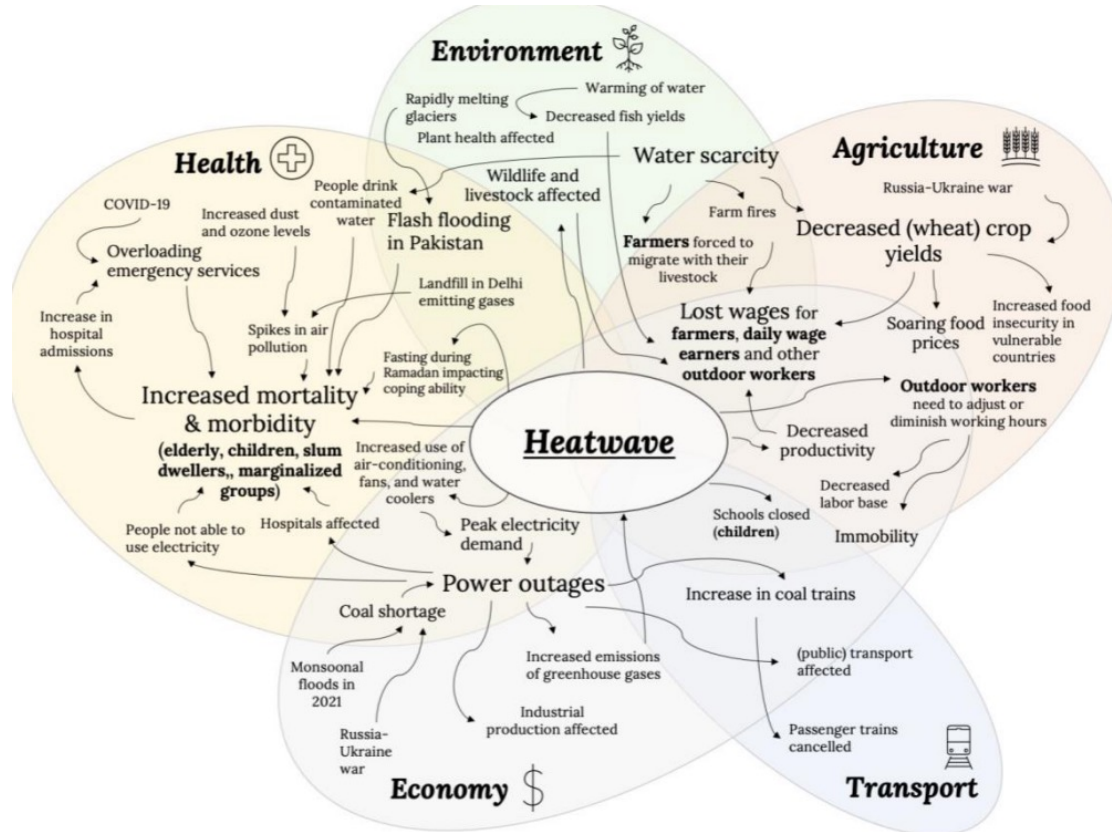 Environment
Warming of water
Rapidly melting
glaciers
Decreased fish yields
Plant health affected
Water scarcity
Wildlife and
livestock affected
Farm fires
Farmers forced to
migrate with their
livestock
Agriculture
Russia-Ukraine war
Decreased (wheat) crop
yields
Soaring food
prices
Increased food
insecurity in
vulnerable
countries
Lost wages for
farmers, daily wage
earners and other
outdoor workers
Outdoor workers
need to adjust or
diminish working hours
Decreased
productivity
Decreased
labor base
Immobility
Health
COVID-19
Increased dust
and ozone levels
People drink
contaminated
water
Flash flooding
in Pakistan
Overloading
emergency services
Landfill in Delhi
emitting gases
Increase in
hospital
admissions
Spikes in air
pollution
Fasting during
Ramadan impacting
coping ability
Increased mortality
& morbidity
(elderly, children, slum
dwellers,, marginalized
groups)
Heatwave
Increased use of
air-conditioning,
fans, and water
coolers
People not able to
use electricity
Hospitals affected
Peak electricity
demand
Schools closed
(children)
Power outages
Coal shortage
Increase in coal trains
Monsoonal
floods in
2021
Russia-
Ukraine
war
Increased emissions
of greenhouse gases
Industrial
production affected
(public) transport
affected
Passenger trains
cancelled
Economy $
Transport